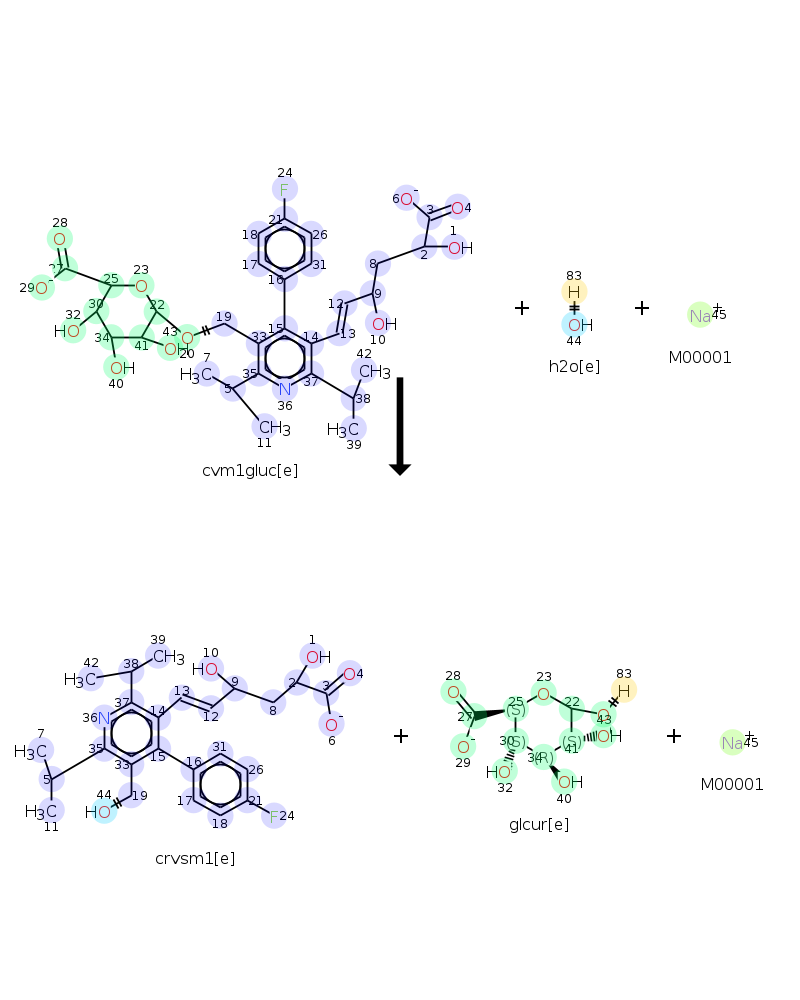 24
F
21
18
26
17
31
16
6
O
-
3
O
4
1
OH
2
8
9
12
OH
10
13
28
O
27
29
O
-
25
23
O
22
30
32
HO
34
41
43
OH
O
20
40
OH
19
33
15
14
35
37
N
36
7
H3C
5
CH3
11
42
CH3
38
H3C
39
cvm1gluc[e]
+
83
H
OH
44
h2o[e]
+
Na
+
45
M00001
39
CH3
38
42
H3C
37
36
N
14
35
33
15
7
H3C
5
H3C
11
44
HO
19
13
12
10
HO
9
8
2
1
OH
3
O
4
O
-
6
31
16
26
17
21
18
F
24
crvsm1[e]
+
28
O
27
O
-
29
25
(S)
23
O
22
83
H
O
43
OH
30
(S)
34
(R)
41
(S)
HO
32
OH
40
glcur[e]
+
Na
+
45
M00001